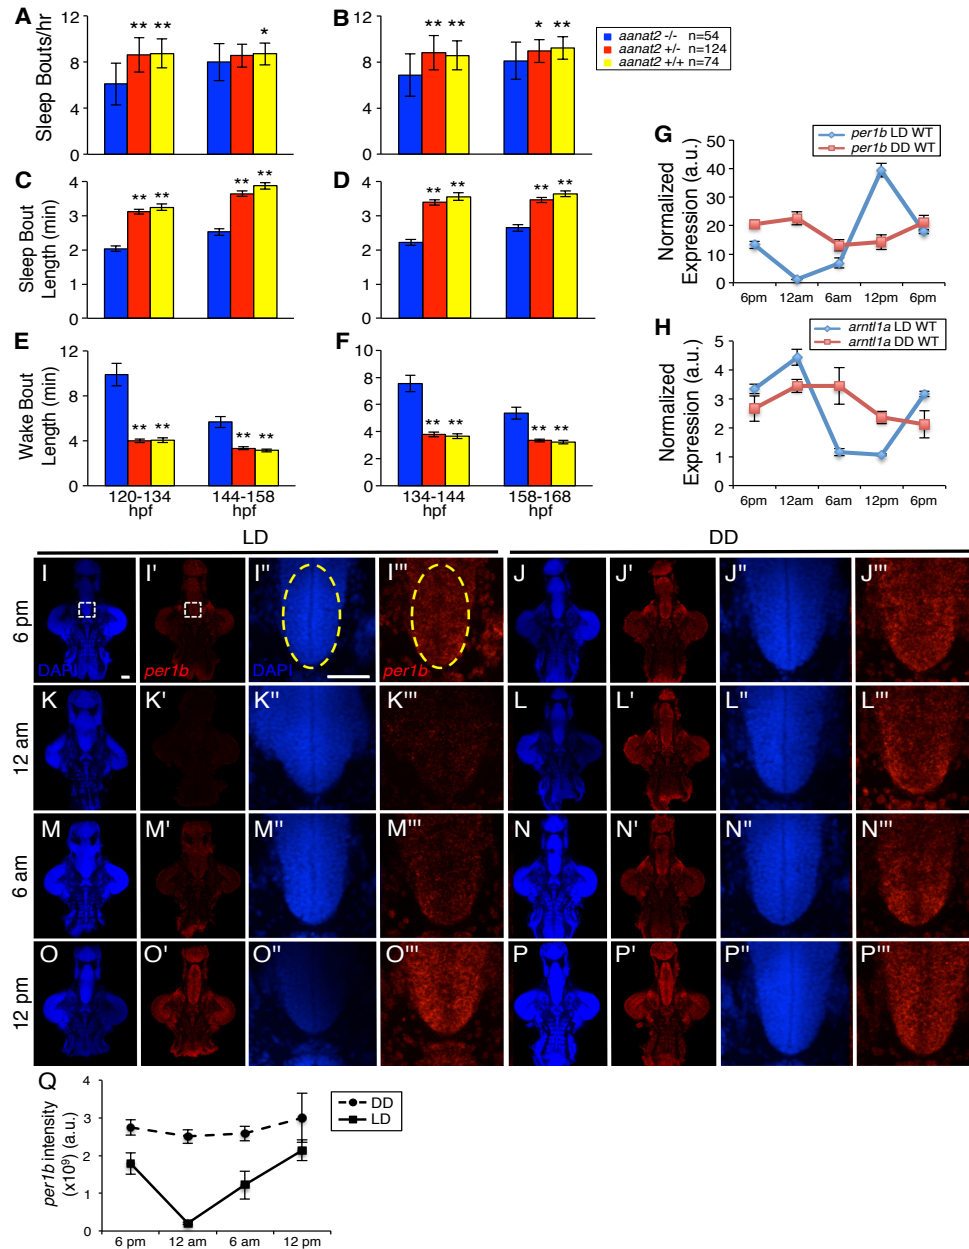 A
B
Sleep Bouts/hr
12
8
4
0
** ** *
12
8
4
0
** ** * **
aanat2 -/- n=54
aanat2 +/- n=124
aanat2 +/+ n=74
C
D
Sleep Bout
Length (min)
4
3
2
1
0
** ** ** **
4
3
2
1
0
** ** ** **
E
F
Wake Bout
Length (min)
12
8
4
0
** ** ** **
120-134
hpf
144-158
hpf
10
8
6
4
2
0
** ** ** **
134-144
hpf
158-168
hpf
G
per1b LD WT
per1b DD WT
Normalized
Expression (a.u.)
50
40
30
20
10
0
6pm 12am 6am 12pm 6pm
H
arntl1a LD WT
arntl1a DD WT
Normalized
Expression (a.u.)
5
4
3
2
1
0
6pm 12am 6am 12pm 6pm
LD DD
6 pm
I I' I'' I''' J J' J'' J'''
DAPI per1b DAPI per1b
12 am
K K' K'' K''' L L' L'' L'''
6 am
M M' M'' M''' N N' N'' N'''
12 pm
O O' O'' O''' P P' P'' P'''
Q
per1b intensity
(x10⁹) (a.u.)
4
3
2
1
0
DD
LD
6 pm 12 am 6 am 12 pm